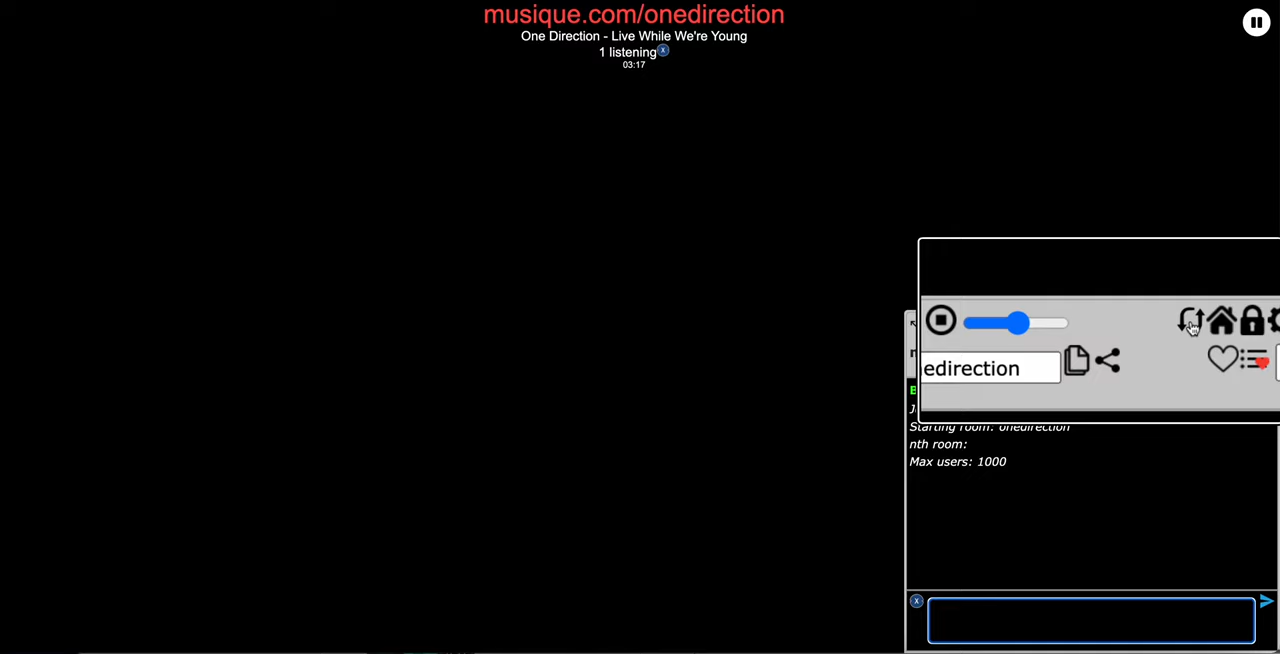 musique.com/onedirection
One Direction - Live While We're Young
1 listening x
03:17
edirection
Starting room: onedirection
nth room:
Max users: 1000
x